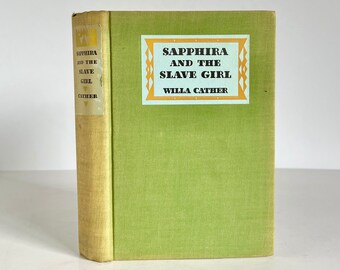 SAPPHIRA
AND THE
SLAVE GIRL
CATHER
SAPPHIRA
AND THE
SLAVE GIRL
WILLA CATHER